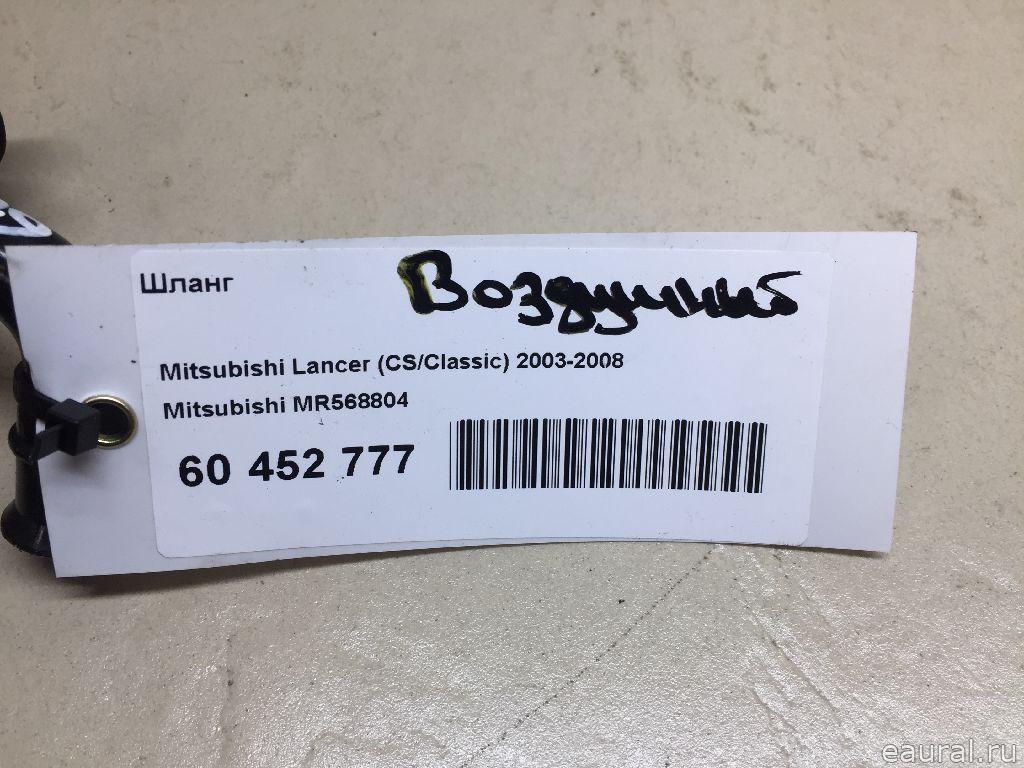 Шланг Воздушный
Mitsubishi Lancer (CS/Classic) 2003-2008
Mitsubishi MR568804
60 452 777
eaural.ru